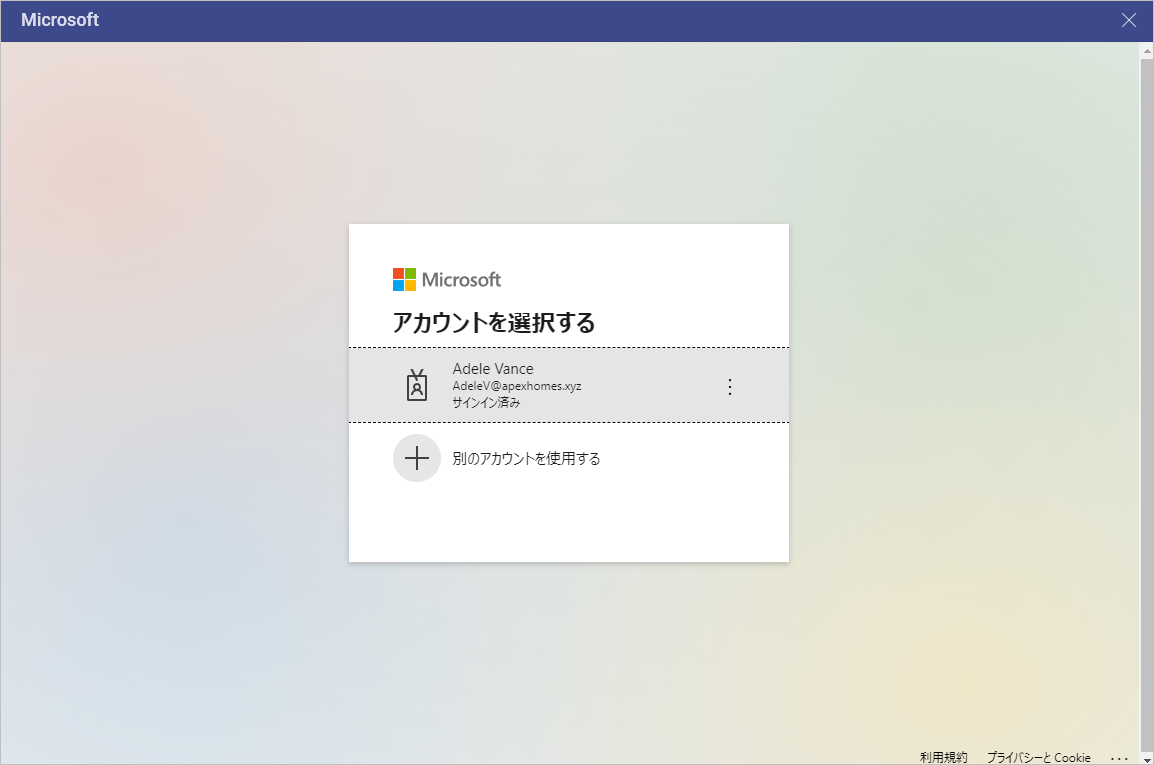 Microsoft
Microsoft
アカウントを選択する
Adele Vance
AdeleV@apexhomes.xyz
サインイン済み
別のアカウントを使用する
利用規約 プライバシーと Cookie ...